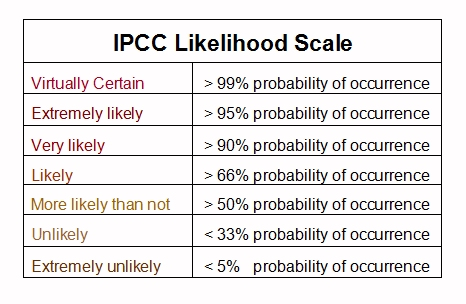 IPCC Likelihood Scale
Virtually Certain > 99% probability of occurrence
Extremely likely > 95% probability of occurrence
Very likely > 90% probability of occurrence
Likely > 66% probability of occurrence
More likely than not > 50% probability of occurrence
Unlikely < 33% probability of occurrence
Extremely unlikely < 5% probability of occurrence